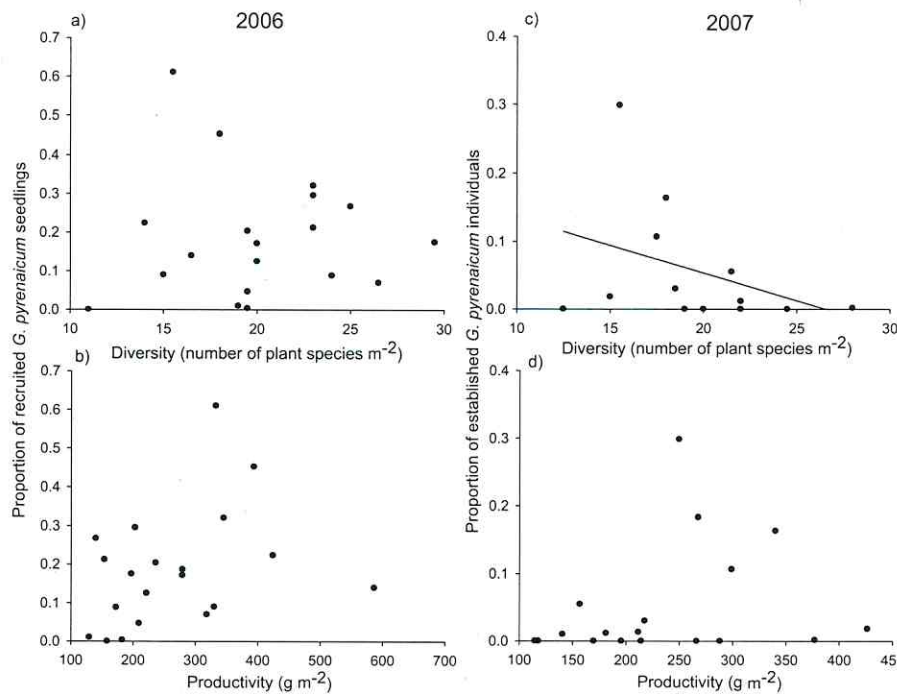 2006
2007
a)
c)
0.7
0.6
0.5
0.4
0.3
0.2
0.1
0.0
10 15 20 25 30
Diversity (number of plant species m-2)
0.4
0.3
0.2
0.1
0.0
10 15 20 25 30
Diversity (number of plant species m-2)
Proportion of recruited G. pyrenaicum seedlings
Proportion of established G. pyrenaicum individuals
b)
d)
0.7
0.6
0.5
0.4
0.3
0.2
0.1
0.0
100 200 300 400 500 600 700
Productivity (g m-2)
0.4
0.3
0.2
0.1
0.0
100 150 200 250 300 350 400 45
Productivity (g m-2)